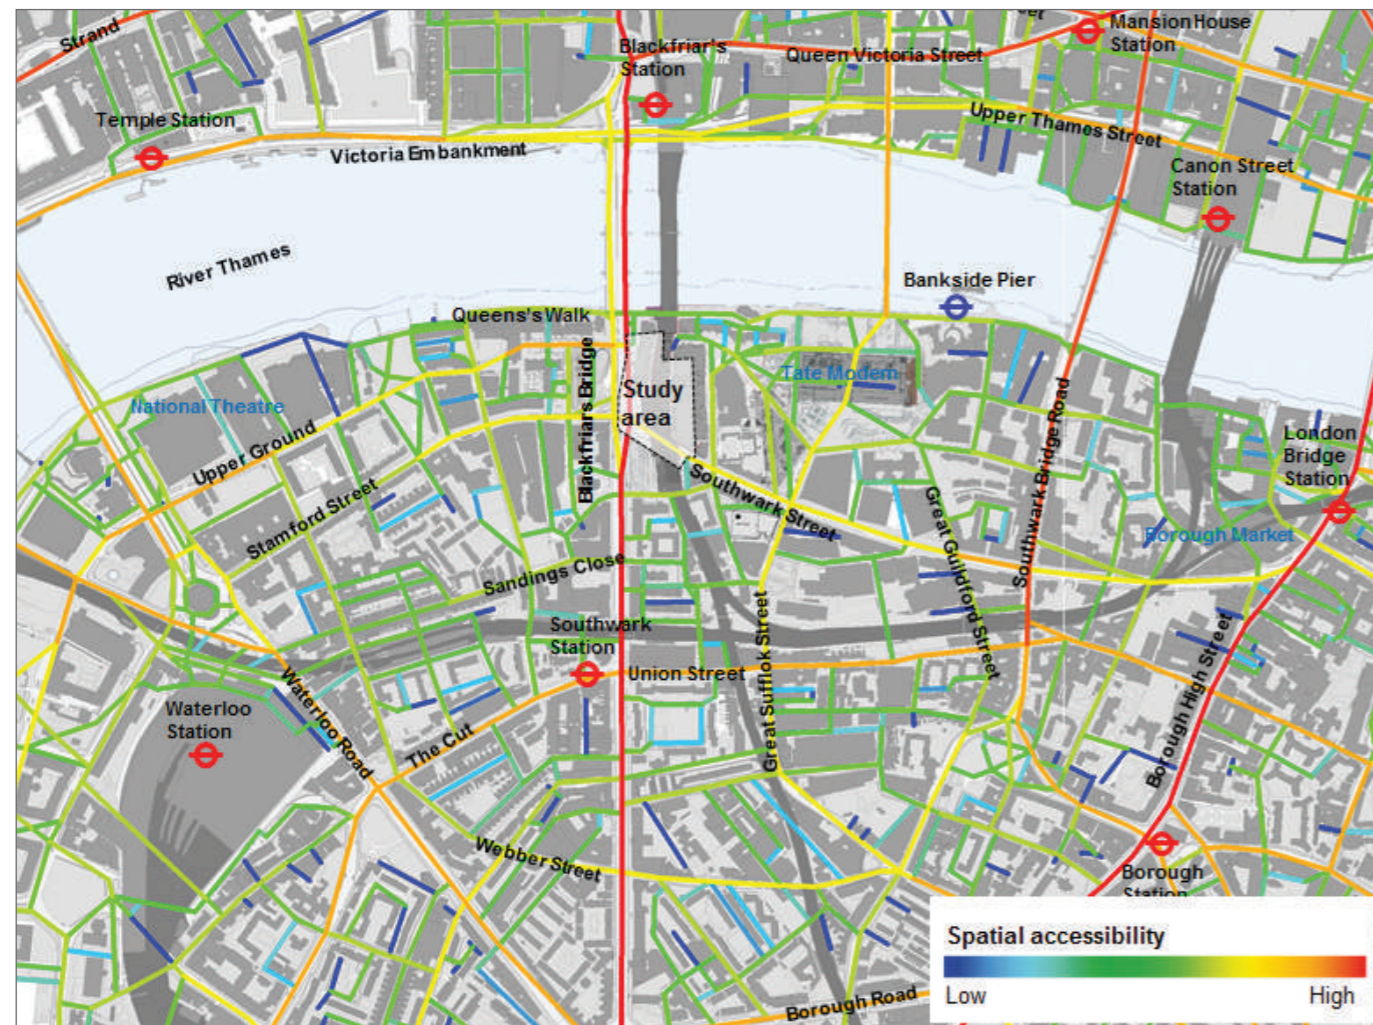 Strand
eet
Mansion House
Station
Blackfriar's
Station
Queen Victoria Street
Temple Station
Upper Thames Street
Victoria Embankment
Canon Street
Station
River Thames
Bankside Pier
Queens's Walk
Blackfriars Bridge
Study
area
Tate Modern
National Theatre
Upper Ground
Southwark Bridge Road
London
Bridge
Station
Stamford Street
Southwark Street
Great Guildford Street
Borough Market
Sandings Close
Southwark
Station
Union Street
Great Sufflok Street
Borough High Street
Waterloo
Station
Waterloo Road
The Cut
Webber Street
Borough
Station
Borough Road
Spatial accessibility
Low
High